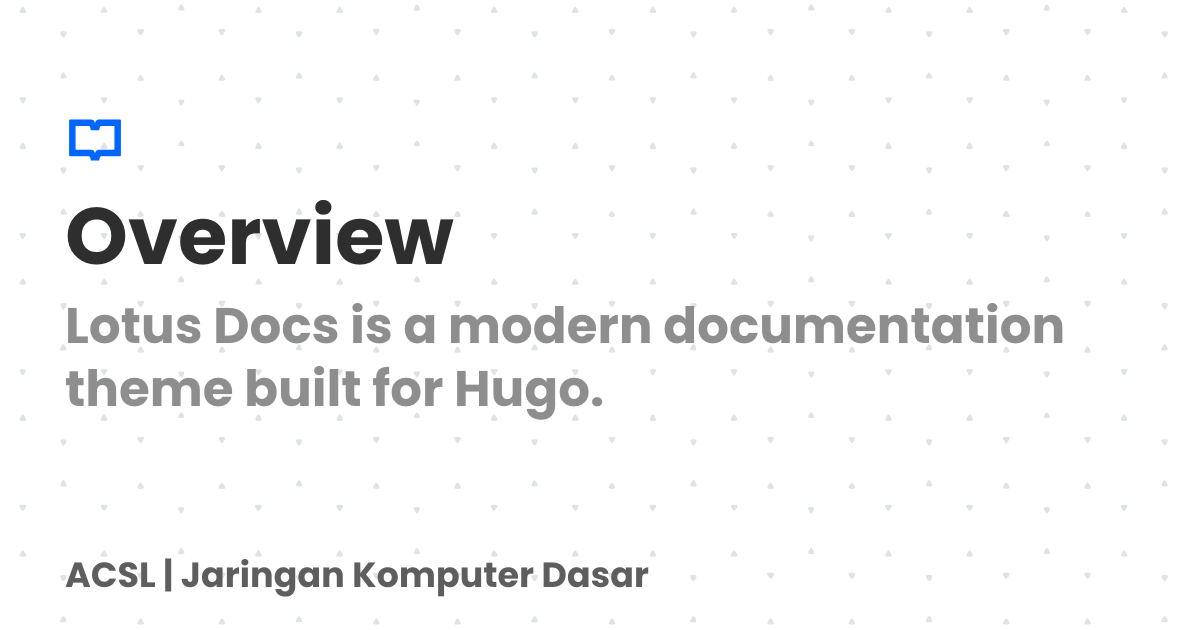 Overview
Lotus Docs is a modern documentation
theme built for Hugo.
ACSL | Jaringan Komputer Dasar